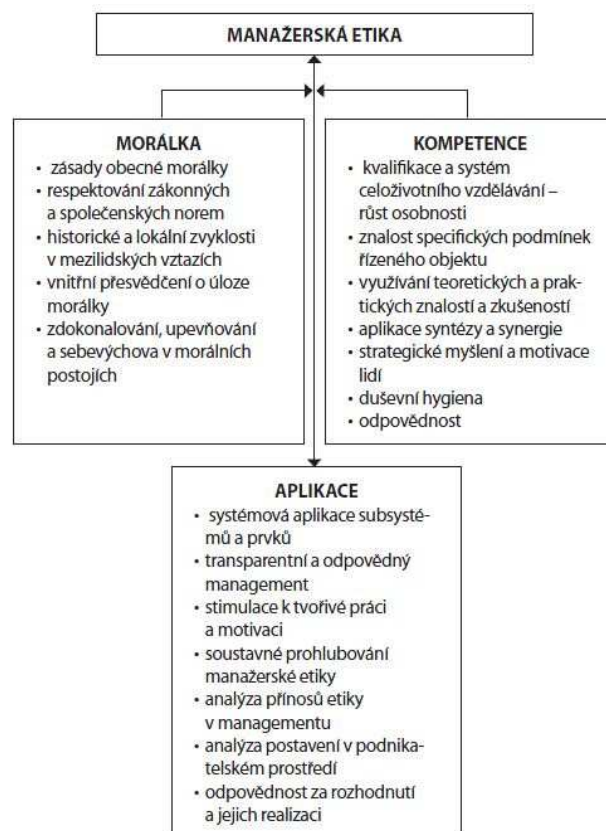 MANAŽERSKÁ ETIKA
MORÁLKA
• zásady obecné morálky
• respektování zákonných
a společenských norem
• historické a lokální zvyklosti
v mezilidských vztazích
• vnitřní přesvědčení o úloze
morálky
• zdokonalování, upevňování
a sebevýchova v morálních
postojích
KOMPETENCE
• kvalifikace a systém
celoživotního vzdělávání –
růst osobnosti
• znalost specifických podmínek
řízeného objektu
• využívání teoretických a prak-
tických znalostí a zkušeností
• aplikace syntézy a synergie
• strategické myšlení a motivace
lidí
• duševní hygiena
• odpovědnost
APLIKACE
• systémová aplikace subsysté-
mů a prvků
• transparentní a odpovědný
management
• stimulace k tvořivé práci
a motivaci
• soustavné prohlubování
manažerské etiky
• analýza přínosů etiky
v managementu
• analýza postavení v podnika-
telském prostředí
• odpovědnost za rozhodnutí
a jejich realizaci